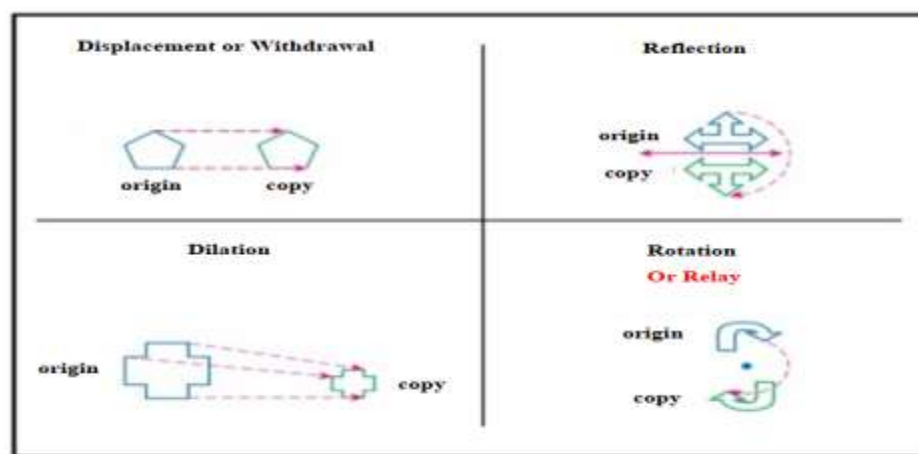 Displacement or Withdrawal
origin
copy
Reflection
origin
copy
Dilation
origin
copy
Rotation
Or Relay
origin
copy